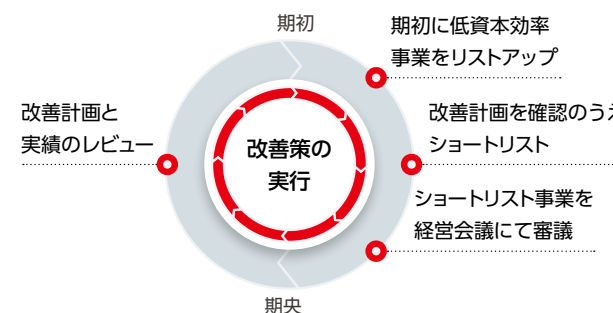 期初
期初に低資本効率
事業をリストアップ
改善計画と
実績のレビュー
改善策の
実行
改善計画を確認のうえ
ショートリスト
ショートリスト事業を
経営会議にて審議
期央